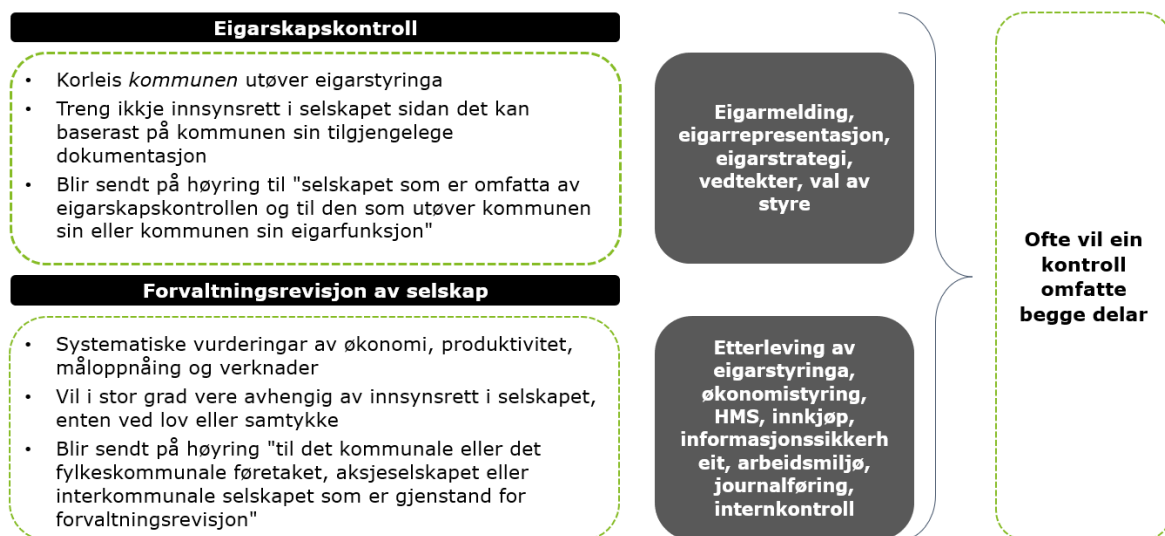 Eigarskapskontroll
• Korleis kommunen utøver eigarstyringa
• Treng ikkje innsynsrett i selskapet sidan det kan
baserast på kommunen sin tilgjengelege
dokumentasjon
• Blir sendt på høyring til "selskapet som er omfatta av
eigarskapskontrollen og til den som utøver kommunen
sin eller kommunen sin eigarfunksjon"
Eigarmelding,
eigarrepresentasjon,
eigarstrategi,
vedtekter, val av
styre
Forvaltningsrevisjon av selskap
• Systematiske vurderingar av økonomi, produktivitet,
måloppnåing og verknader
• Vil i stor grad vere avhengig av innsynsrett i selskapet,
enten ved lov eller samtykke
• Blir sendt på høyring "til det kommunale eller det
fylkeskommunale føretaket, aksjeselskapet eller
interkommunale selskapet som er gjenstand for
forvaltningsrevisjon"
Etterleving av
eigarstyringa,
økonomistyring,
HMS, innkjøp,
informasjonssikkerh
eit, arbeidsmiljø,
journalføring,
internkontroll
Ofte vil ein
kontroll
omfatte
begge delar